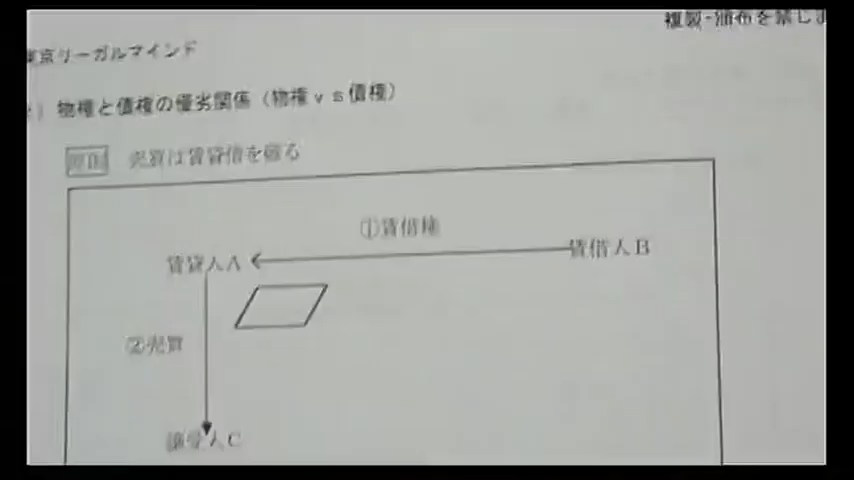 複製・頒布を禁じま
東京リーガルマインド
) 物権と債権の優劣関係（物権ｖｓ債権）
原則 売買は賃貸借を破る
①賃借権
賃貸人A 賃借人B
②売買
譲受人C